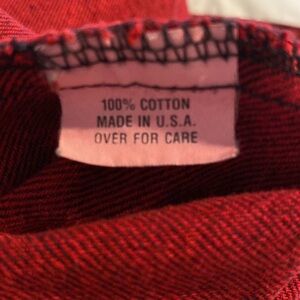 100% COTTON
MADE IN U.S.A.
OVER FOR CARE